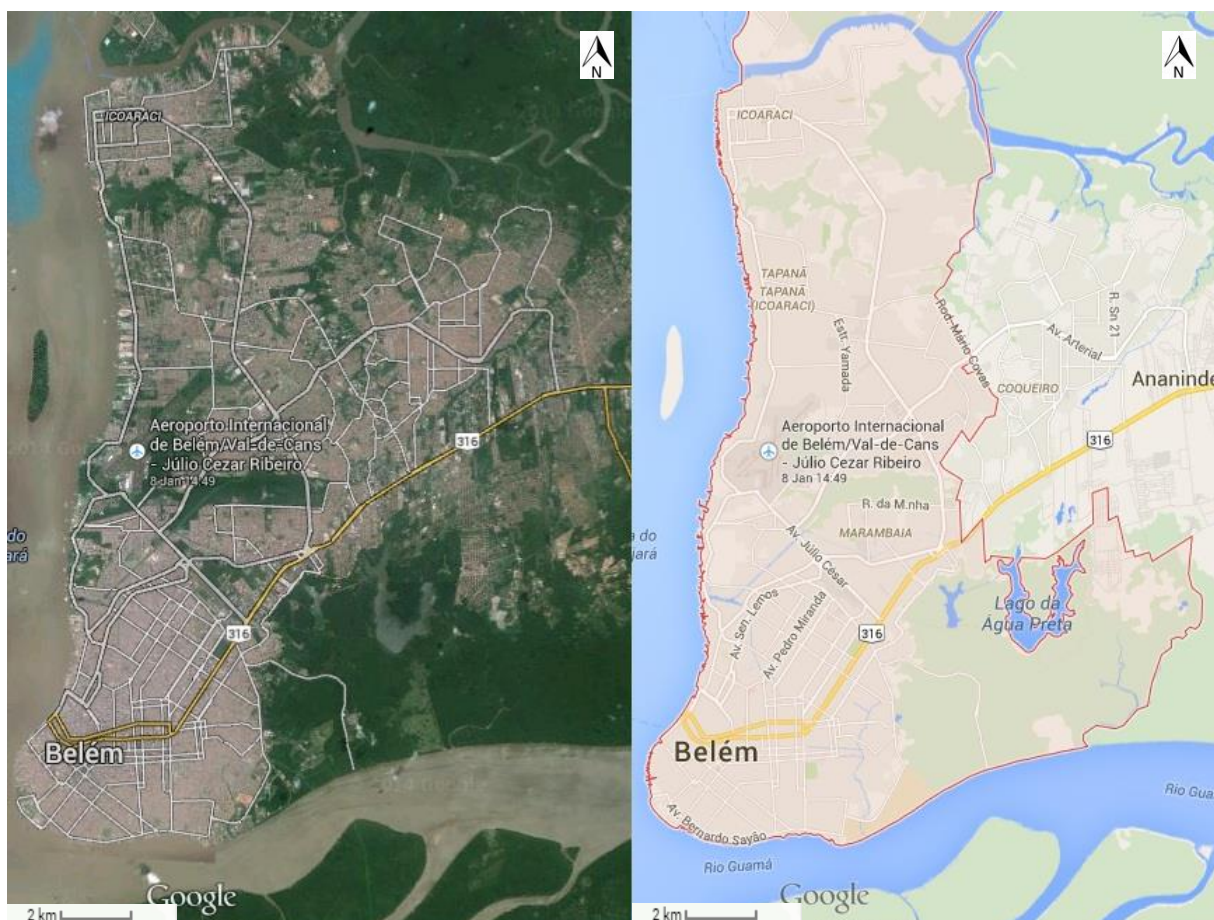 N
ICOARACI
Aeroporto Internacional
de Belém/Val-de-Cans
- Júlio Cezar Ribeiro
8 Jan 14:49
316
do
ará
316
Belém
Google
2 km
N
ICOARACI
TAPANÃ
TAPANÃ
(ICOARACI)
Rod. Mário Covas
R. Sn 21
Estr. Yamada
Av. Arterial
COQUEIRO
Ananinde
Aeroporto Internacional
de Belém/Val-de-Cans
- Júlio Cezar Ribeiro
8 Jan 14:49
316
R. da M.nha
MARAMBAIA
a do
jará
Av. Júlio César
Av. Sen. Lemos
Av. Pedro Miranda
Lago da
Água Preta
316
Belém
Av. Bernardo Sayão
Rio Gua
Rio Guamá
Google
2 km